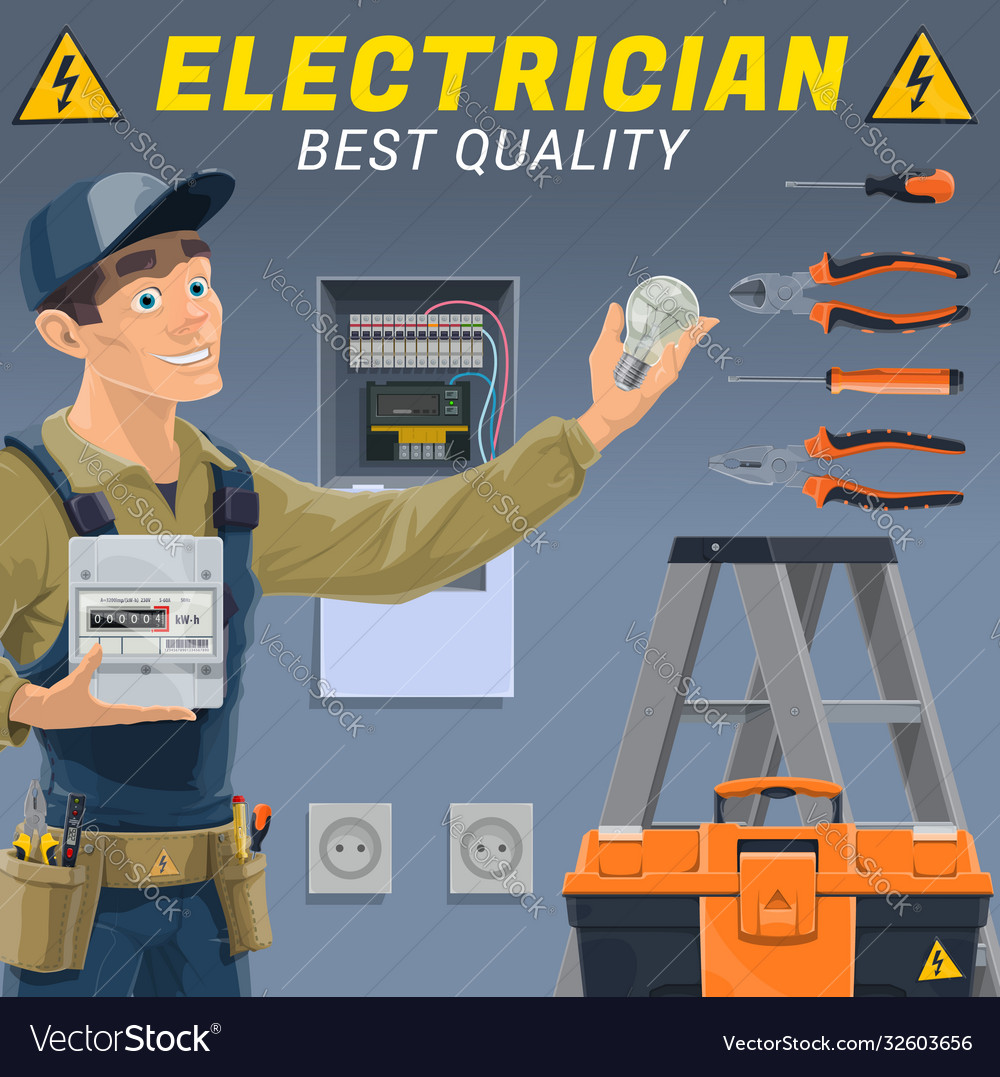 ELECTRICIAN
BEST QUALITY
000004 kW·h
VectorStock®
VectorStock.com/32603656